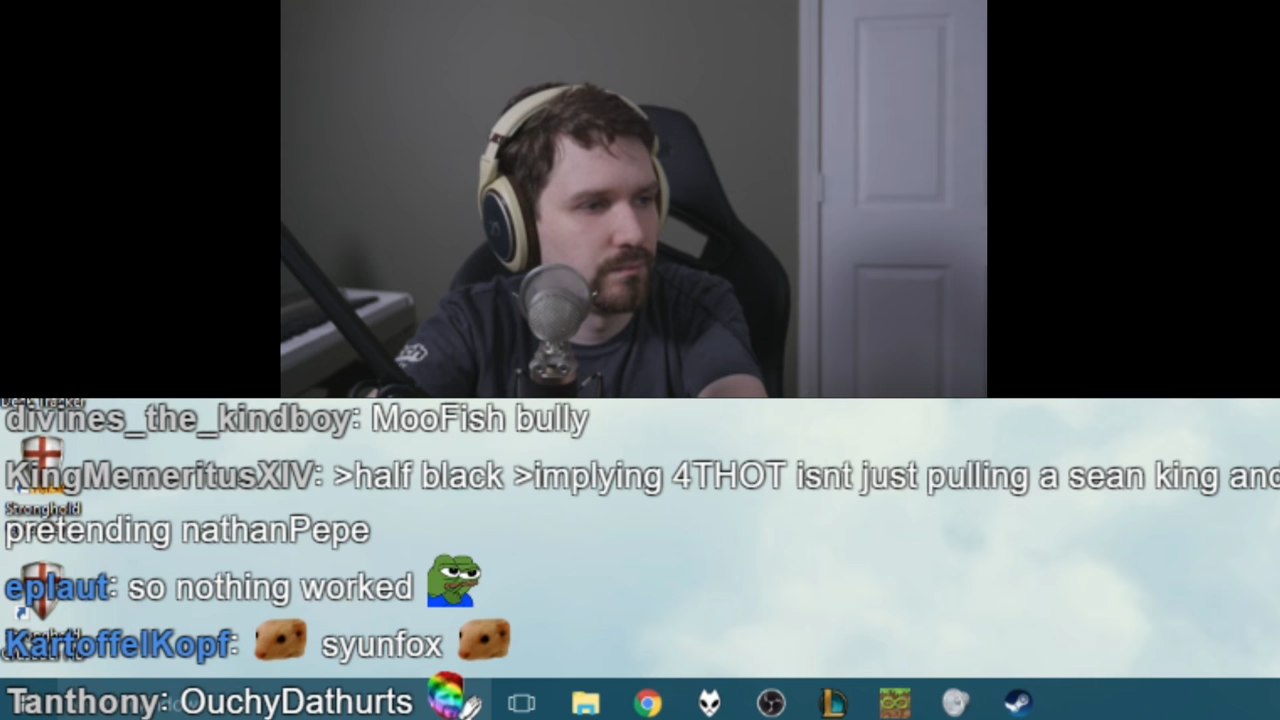 divines_the_kindboy: MooFish bully
KingMemeritusXIV: >half black >implying 4THOT isnt just pulling a sean king and
pretending nathanPepe
Stronghold
eplaut: so nothing worked
KartoffelKopf: syunfox
Tanthony: OuchyDathurts